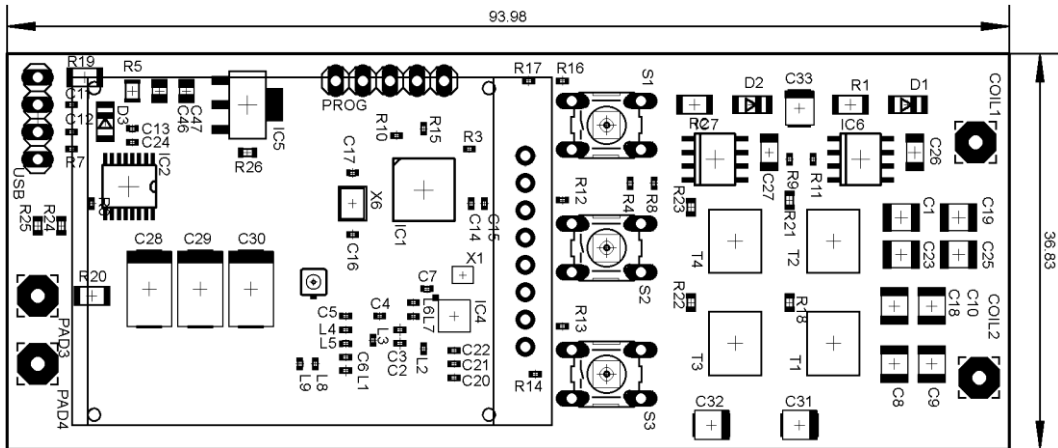 93.98
R19
R5
R17
R16
S1
D2
C33
R1
D1
COIL1
C11
C12
D3
C13
C24
C46
C47
IC5
PROG
R10
R15
R3
IC7
IC6
C26
R7
IC2
R26
C17
X6
IC1
C14
C15
R12
R4
R8
C27
R9
R11
USB
R25
R24
C16
R23
R21
C1
C19
36.83
C28
C29
C30
X1
T4
T2
C23
C25
R20
C7
IC4
S2
R22
R18
C18
C10
COIL2
PAD3
C5
C4
L6
L7
L4
L5
L3
C3
C2
L2
C22
C21
C20
R13
T3
T1
C6
L1
L9
L8
R14
C8
C9
PAD4
S3
C32
C31